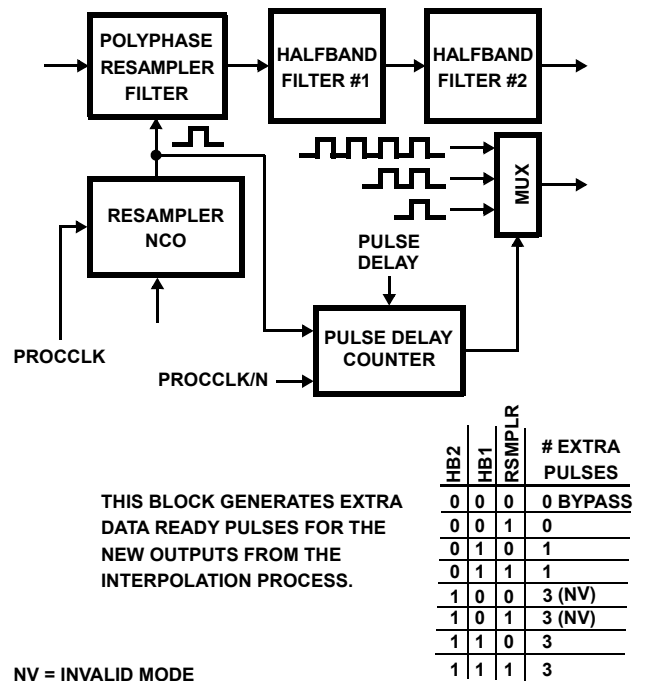 POLYPHASE
RESAMPLER
FILTER
HALFBAND
FILTER #1
HALFBAND
FILTER #2
MUX
RESAMPLER
NCO
PULSE
DELAY
PULSE DELAY
COUNTER
PROCCLK
PROCCLK/N
THIS BLOCK GENERATES EXTRA
DATA READY PULSES FOR THE
NEW OUTPUTS FROM THE
INTERPOLATION PROCESS.
HB2 HB1 RSMPLR # EXTRA PULSES
0 0 0 0 BYPASS
0 0 1 0
0 1 0 1
0 1 1 1
1 0 0 3 (NV)
1 0 1 3 (NV)
1 1 0 3
1 1 1 3
NV = INVALID MODE